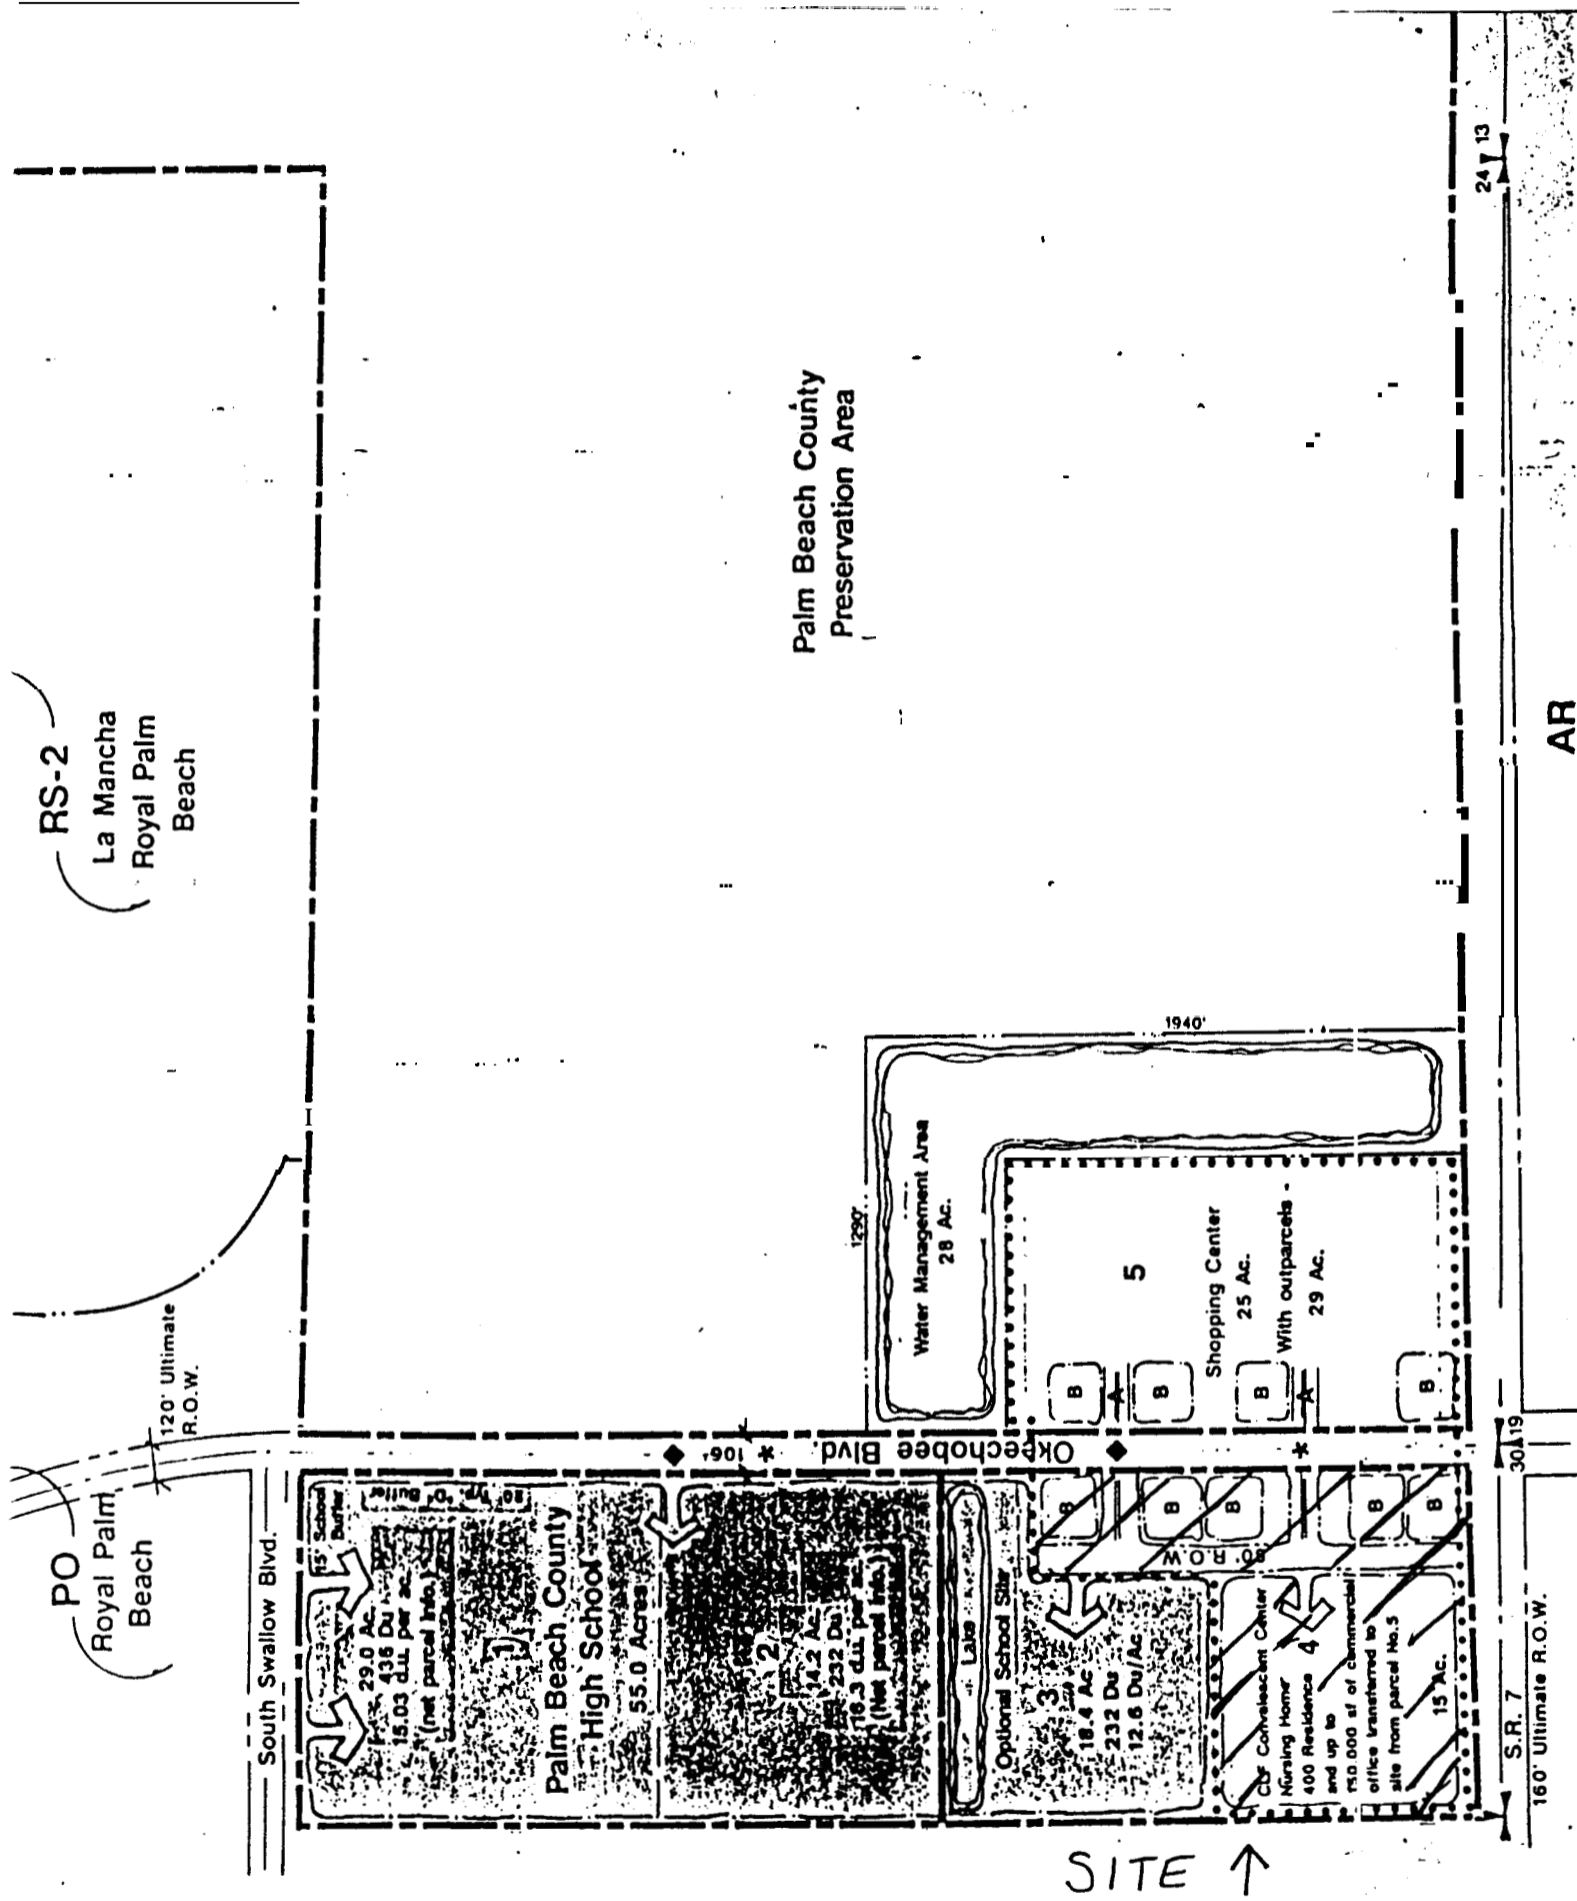 RS-2
La Mancha
Royal Palm
Beach
PO
Royal Palm
Beach
120' Ultimate
R.O.W.
South Swallow Blvd.
Palm Beach County
Preservation Area
24
13
AR
1940'
1290'
Water Management Area
28 Ac.
5
Shopping Center
25 Ac.
With outparcels -
29 Ac.
B
A
B
B
A
B
Okeechobee Blvd.
106'
30
19
15' School
Buffer
29.0 Ac.
436 Du
15.03 d.u. per ac.
(net parcel info.)
1
Palm Beach County
High School
55.0 Acres
2
14.2 Ac.
232 Du
16.3 d.u. per ac.
(Net parcel info.)
Lake
Optional School Site
3
18.4 Ac
232 Du
12.6 Du/Ac
B
B
B
B
B
80' R.O.W.
CLF Convalescent Center
Nursing Home
400 Residence
4
and up to
150,000 sf of commercial
office transferred to
site from parcel No.5
15 Ac.
S.R. 7
160' Ultimate R.O.W.
SITE